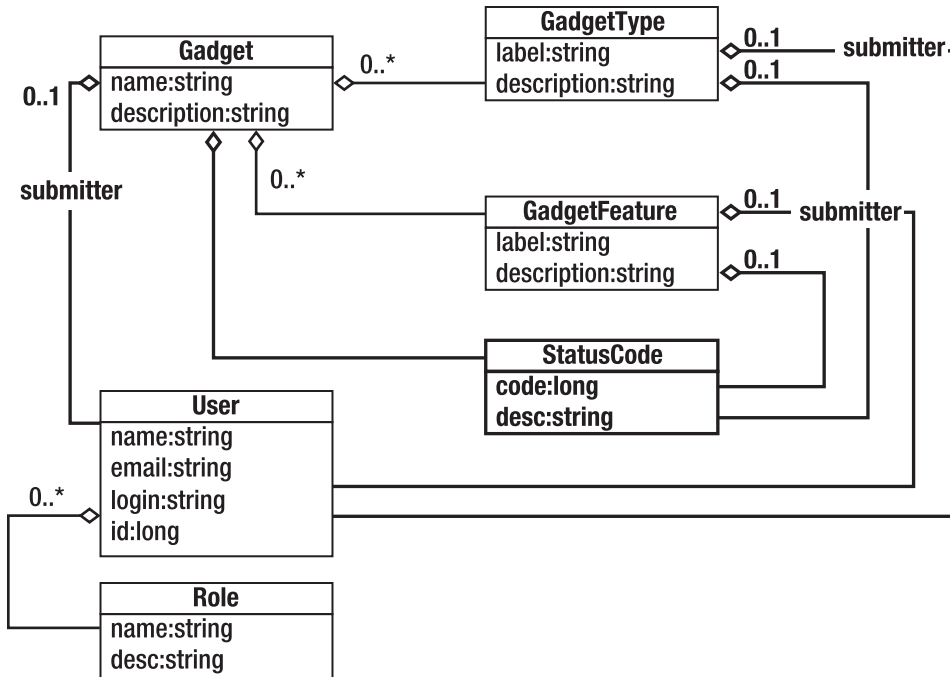 Gadget
name:string
description:string
0..*
GadgetType
label:string
description:string
0..1
submitter
0..1
0..1
submitter
0..*
GadgetFeature
label:string
description:string
0..1
submitter
0..1
StatusCode
code:long
desc:string
User
name:string
email:string
login:string
id:long
0..*
Role
name:string
desc:string